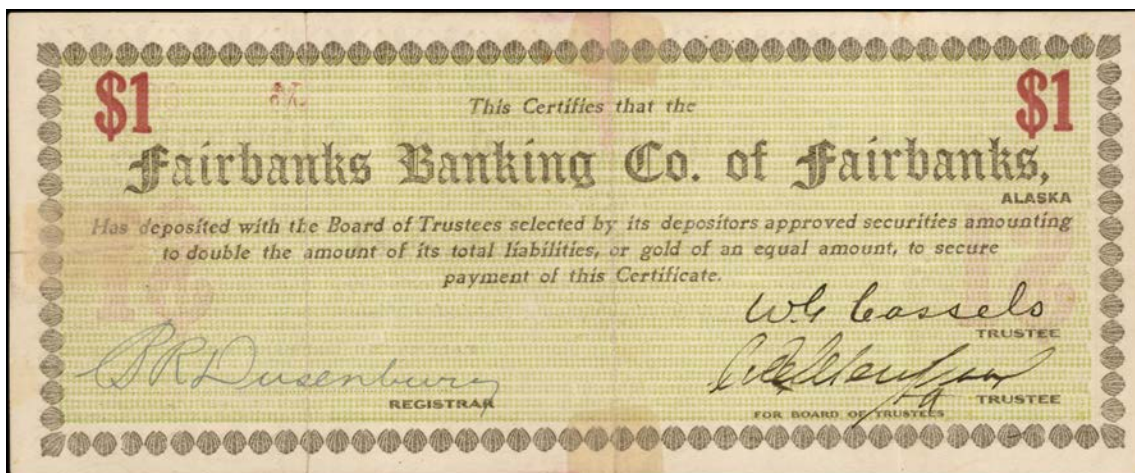 $1 $1
This Certifies that the
Fairbanks Banking Co. of Fairbanks,
ALASKA
Has deposited with the Board of Trustees selected by its depositors approved securities amounting
to double the amount of its total liabilities, or gold of an equal amount, to secure
payment of this Certificate.
W G Cassels
TRUSTEE
B R Dusenbury
REGISTRAR
TRUSTEE
FOR BOARD OF TRUSTEES